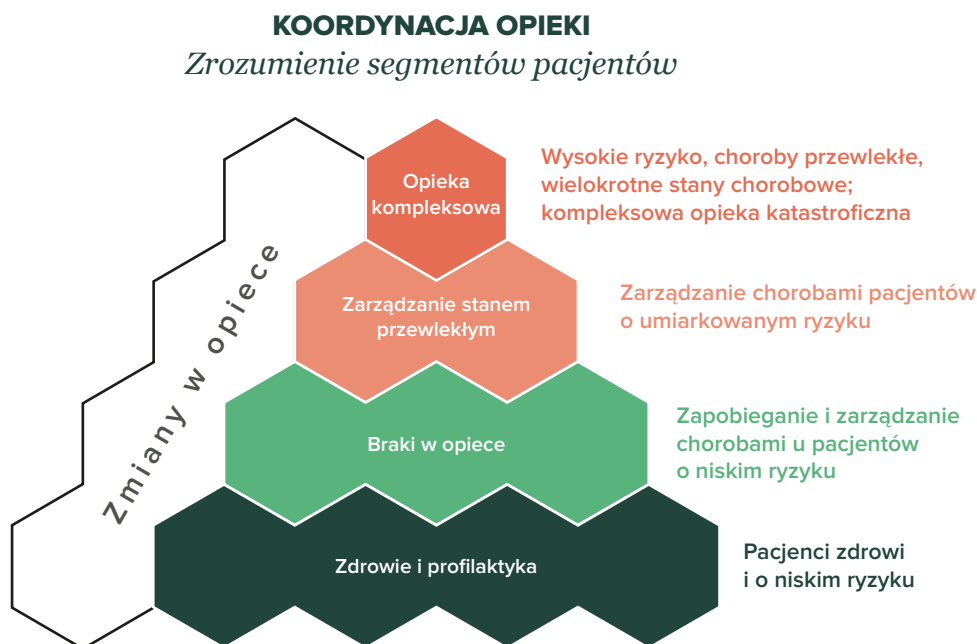 KOORDYNACJA OPIEKI
Zrozumienie segmentów pacjentów
Zmiany w opiece
Opieka
kompleksowa
Wysokie ryzyko, choroby przewlekłe,
wielokrotne stany chorobowe;
kompleksowa opieka katastroficzna
Zarządzanie stanem
przewlekłym
Zarządzanie chorobami pacjentów
o umiarkowanym ryzyku
Braki w opiece
Zapobieganie i zarządzanie
chorobami u pacjentów
o niskim ryzyku
Zdrowie i profilaktyka
Pacjenci zdrowi
i o niskim ryzyku